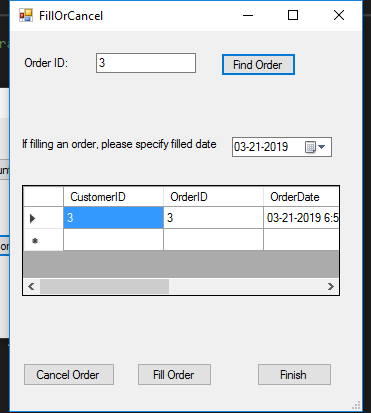 FillOrCancel
Order ID: 3 Find Order
If filling an order, please specify filled date 03-21-2019
CustomerID OrderID OrderDate
3 3 03-21-2019 6:5
Cancel Order Fill Order Finish